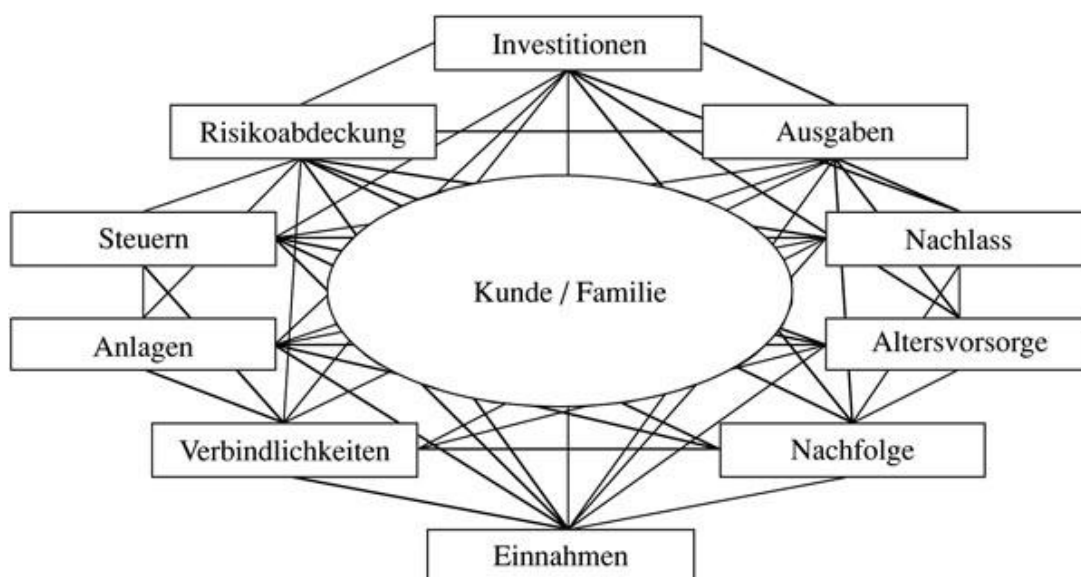 Investitionen
Risikoabdeckung
Ausgaben
Steuern
Nachlass
Kunde / Familie
Anlagen
Altersvorsorge
Verbindlichkeiten
Nachfolge
Einnahmen